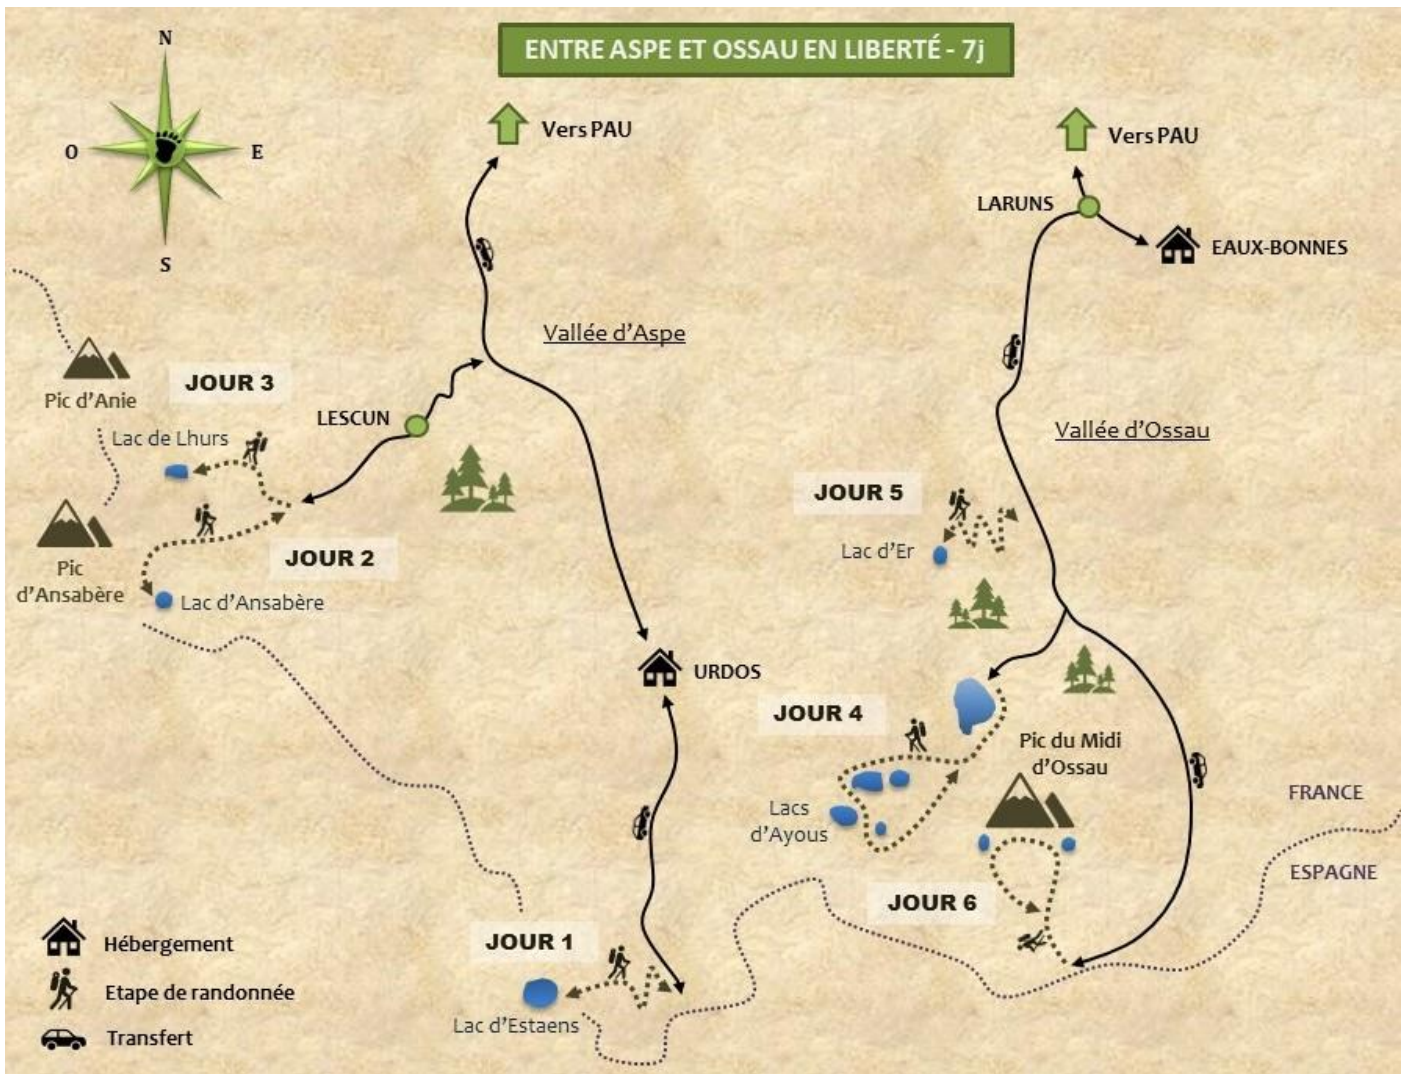 ENTRE ASPE ET OSSAU EN LIBERTÉ - 7j
N
O
E
S
Vers PAU
Vers PAU
LARUNS
EAUX-BONNES
Vallée d'Aspe
Pic d'Anie
JOUR 3
LESCUN
Lac de Lhurs
Vallée d'Ossau
JOUR 5
Lac d'Er
Pic
d'Ansabère
JOUR 2
Lac d'Ansabère
URDOS
JOUR 4
Pic du Midi
d'Ossau
Lacs
d'Ayous
FRANCE
ESPAGNE
JOUR 6
JOUR 1
Lac d'Estaens
Hébergement
Etape de randonnée
Transfert